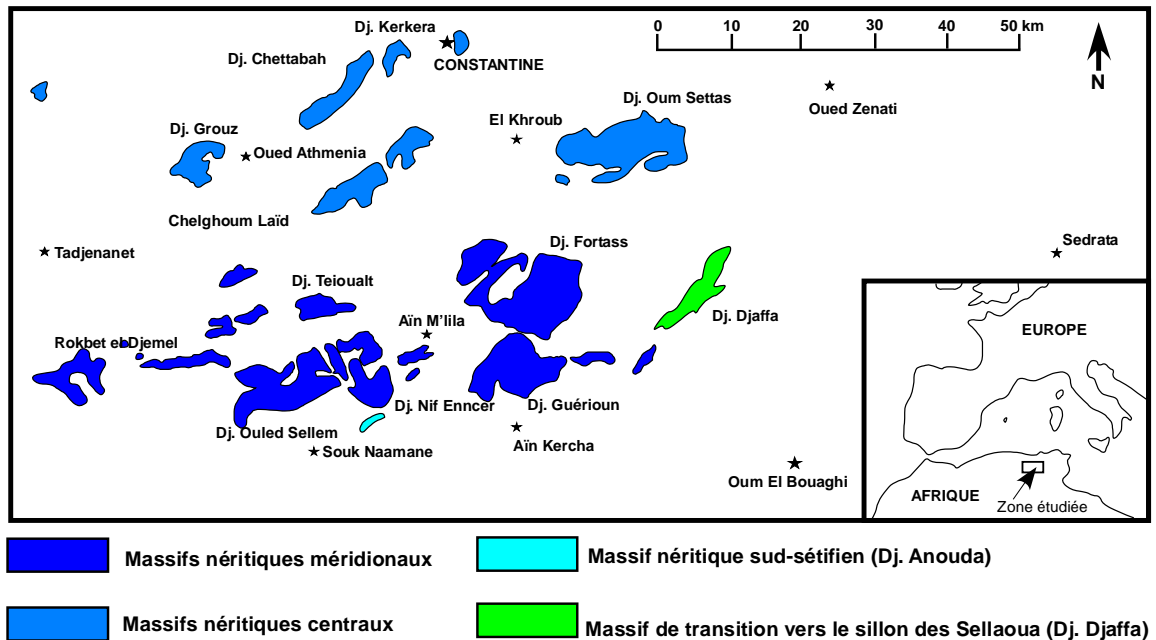 Dj. Kerkera
0 10 20 30 40 50 km
Dj. Chettabah
CONSTANTINE
N
Dj. Oum Settas
Oued Zenati
El Khroub
Dj. Grouz
Oued Athmenia
Chelghoum Laïd
Tadjenanet
Dj. Fortass
Sedrata
Dj. Teioualt
Aïn M'lila
Dj. Djaffa
EUROPE
Rokbet el Djemel
Dj. Nif Enncer
Dj. Guérioun
Dj. Ouled Sellem
Souk Naamane
Aïn Kercha
Oum El Bouaghi
AFRIQUE
Zone étudiée
Massifs néritiques méridionaux
Massif néritique sud-sétifien (Dj. Anouda)
Massifs néritiques centraux
Massif de transition vers le sillon des Sellaoua (Dj. Djaffa)